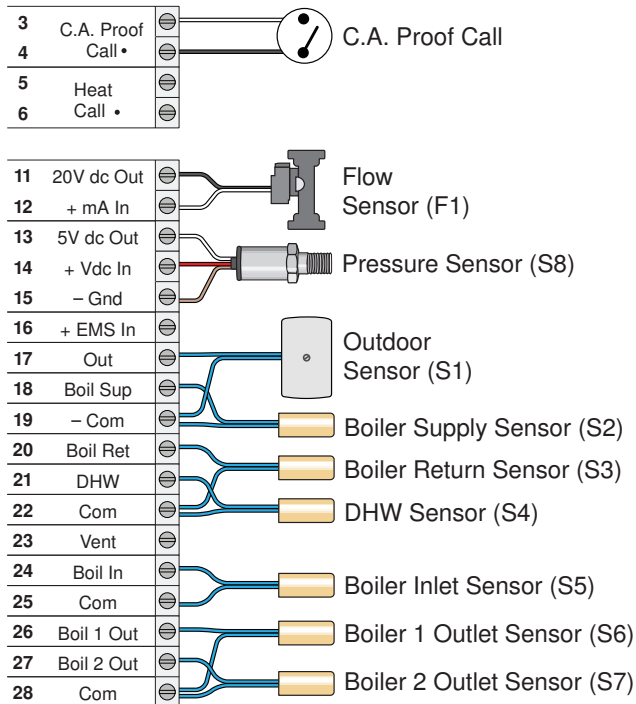 3 C.A. Proof
4 Call •
C.A. Proof Call
5 Heat
6 Call •
11 20V dc Out
12 + mA In
Flow
Sensor (F1)
13 5V dc Out
14 + Vdc In
15 – Gnd
Pressure Sensor (S8)
16 + EMS In
17 Out
Outdoor
Sensor (S1)
18 Boil Sup
19 – Com
Boiler Supply Sensor (S2)
20 Boil Ret
Boiler Return Sensor (S3)
21 DHW
22 Com
DHW Sensor (S4)
23 Vent
24 Boil In
25 Com
Boiler Inlet Sensor (S5)
26 Boil 1 Out
Boiler 1 Outlet Sensor (S6)
27 Boil 2 Out
28 Com
Boiler 2 Outlet Sensor (S7)